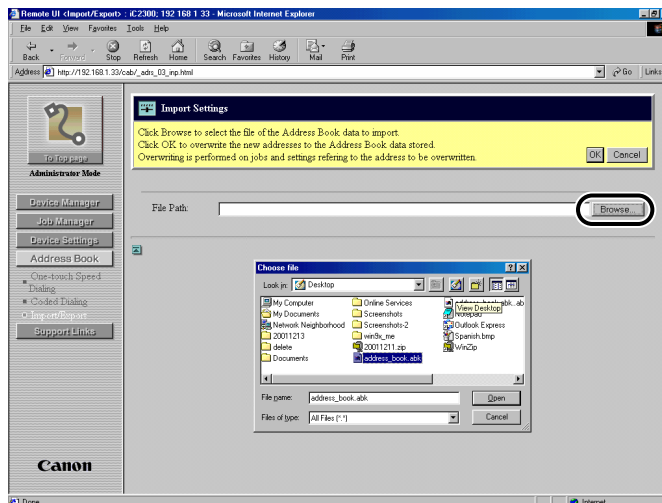 Remote UI <Import/Export> : iC2300; 192 168 1 33 - Microsoft Internet Explorer
File Edit View Favorites Tools Help
Back Forward Stop Refresh Home Search Favorites History Mail Print
Address http://192.168.1.33/cab/_adrs_03_inp.html Go Links
To Top page
Administrator Mode
Device Manager
Job Manager
Device Settings
Address Book
One-touch Speed
Dialing
Coded Dialing
Import/Export
Support Links
Canon
Import Settings
Click Browse to select the file of the Address Book data to import.
Click OK to overwrite the new addresses to the Address Book data stored.
Overwriting is performed on jobs and settings refering to the address to be overwritten.
OK Cancel
File Path: Browse...
Choose file
Look in: Desktop
View Desktop
My Computer
My Documents
Network Neighborhood
20011213
delete
Documents
Online Services
Screenshots
Screenshots-2
win9x_me
20011211.zip
address_book.abk
Notepad
Outlook Express
Spanish.bmp
WinZip
File name: address_book.abk Open
Files of type: All Files (*.*) Cancel
Done Internet